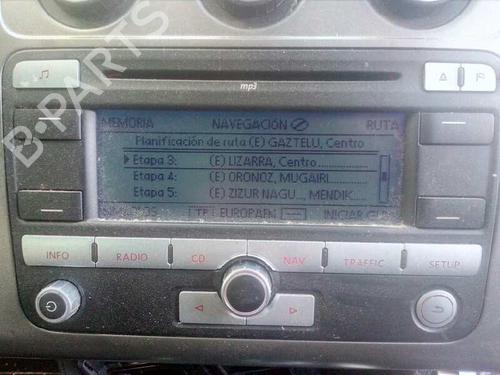 B-PARTS
mp3
MEMORIA NAVEGACIÓN RUTA
Planificación de ruta (E) GAZTELU, Centro
Etapa 3: (E) LIZARRA, Centro
Etapa 4: (E) ORONOZ, MUGAIRI
Etapa 5: (E) ZIZUR NAGU..., MENDIK
TP EUROPAFM INICIAR GUI
INFO RADIO CD NAV TRAFFIC SETUP